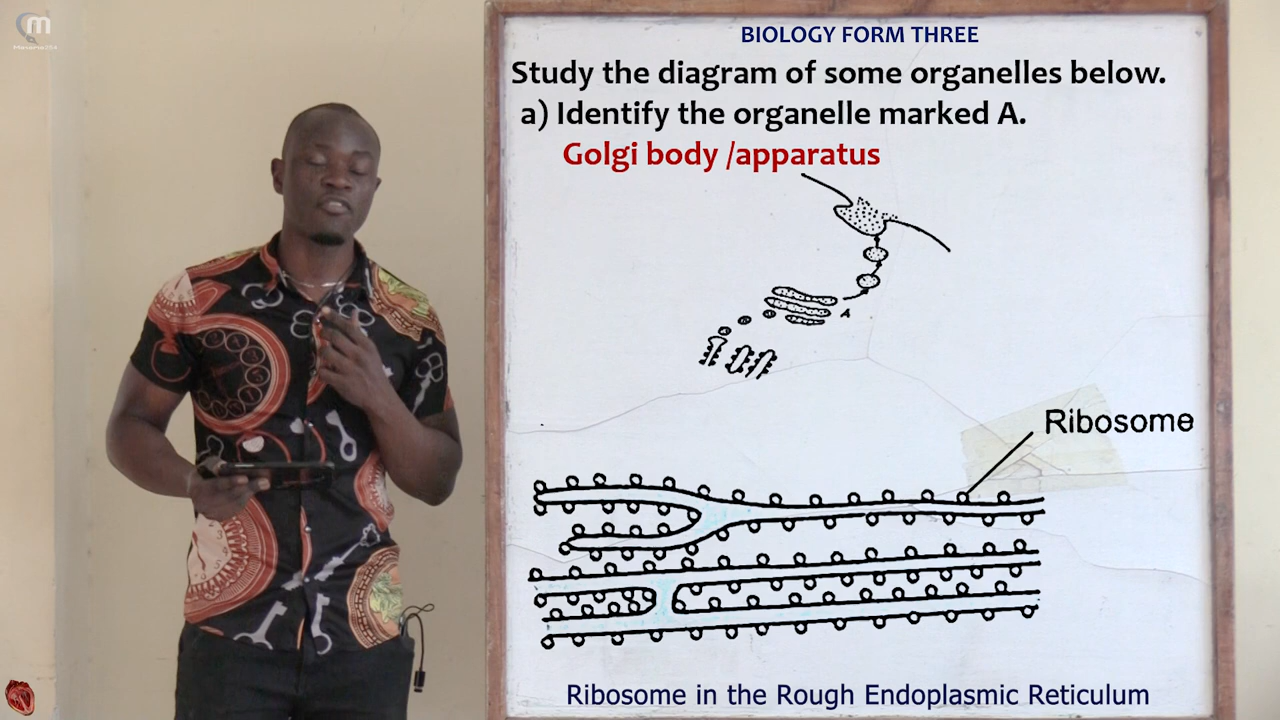 BIOLOGY FORM THREE
Study the diagram of some organelles below.
a) Identify the organelle marked A.
Golgi body /apparatus
A
Ribosome
Ribosome in the Rough Endoplasmic Reticulum